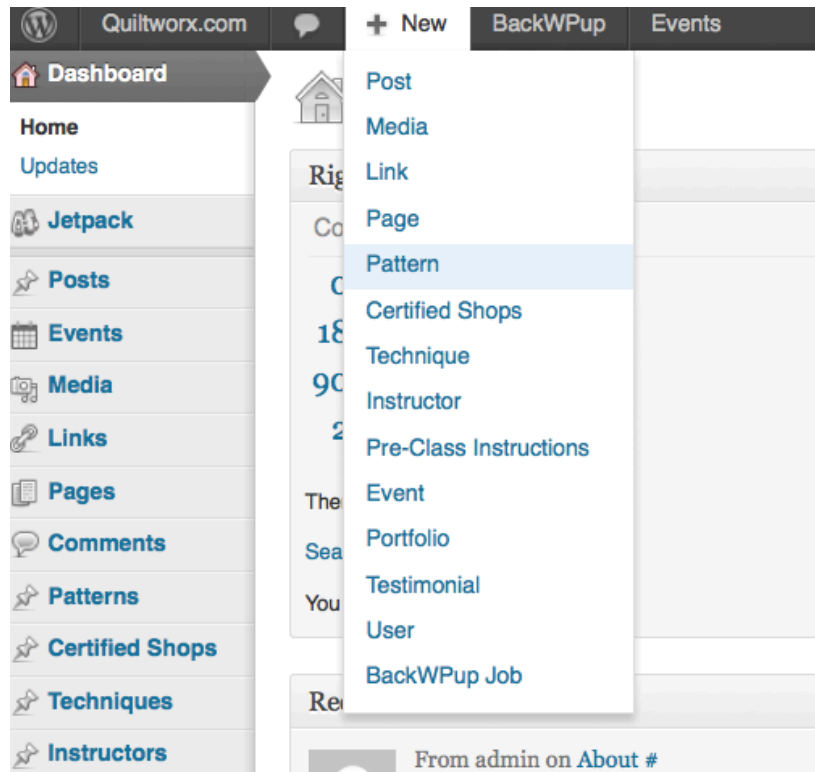 Quiltworx.com
New
BackWPup
Events
Dashboard
Home
Updates
Jetpack
Posts
Events
Media
Links
Pages
Comments
Patterns
Certified Shops
Techniques
Instructors
Post
Media
Link
Page
Pattern
Certified Shops
Technique
Instructor
Pre-Class Instructions
Event
Portfolio
Testimonial
User
BackWPup Job
You
From admin on About #